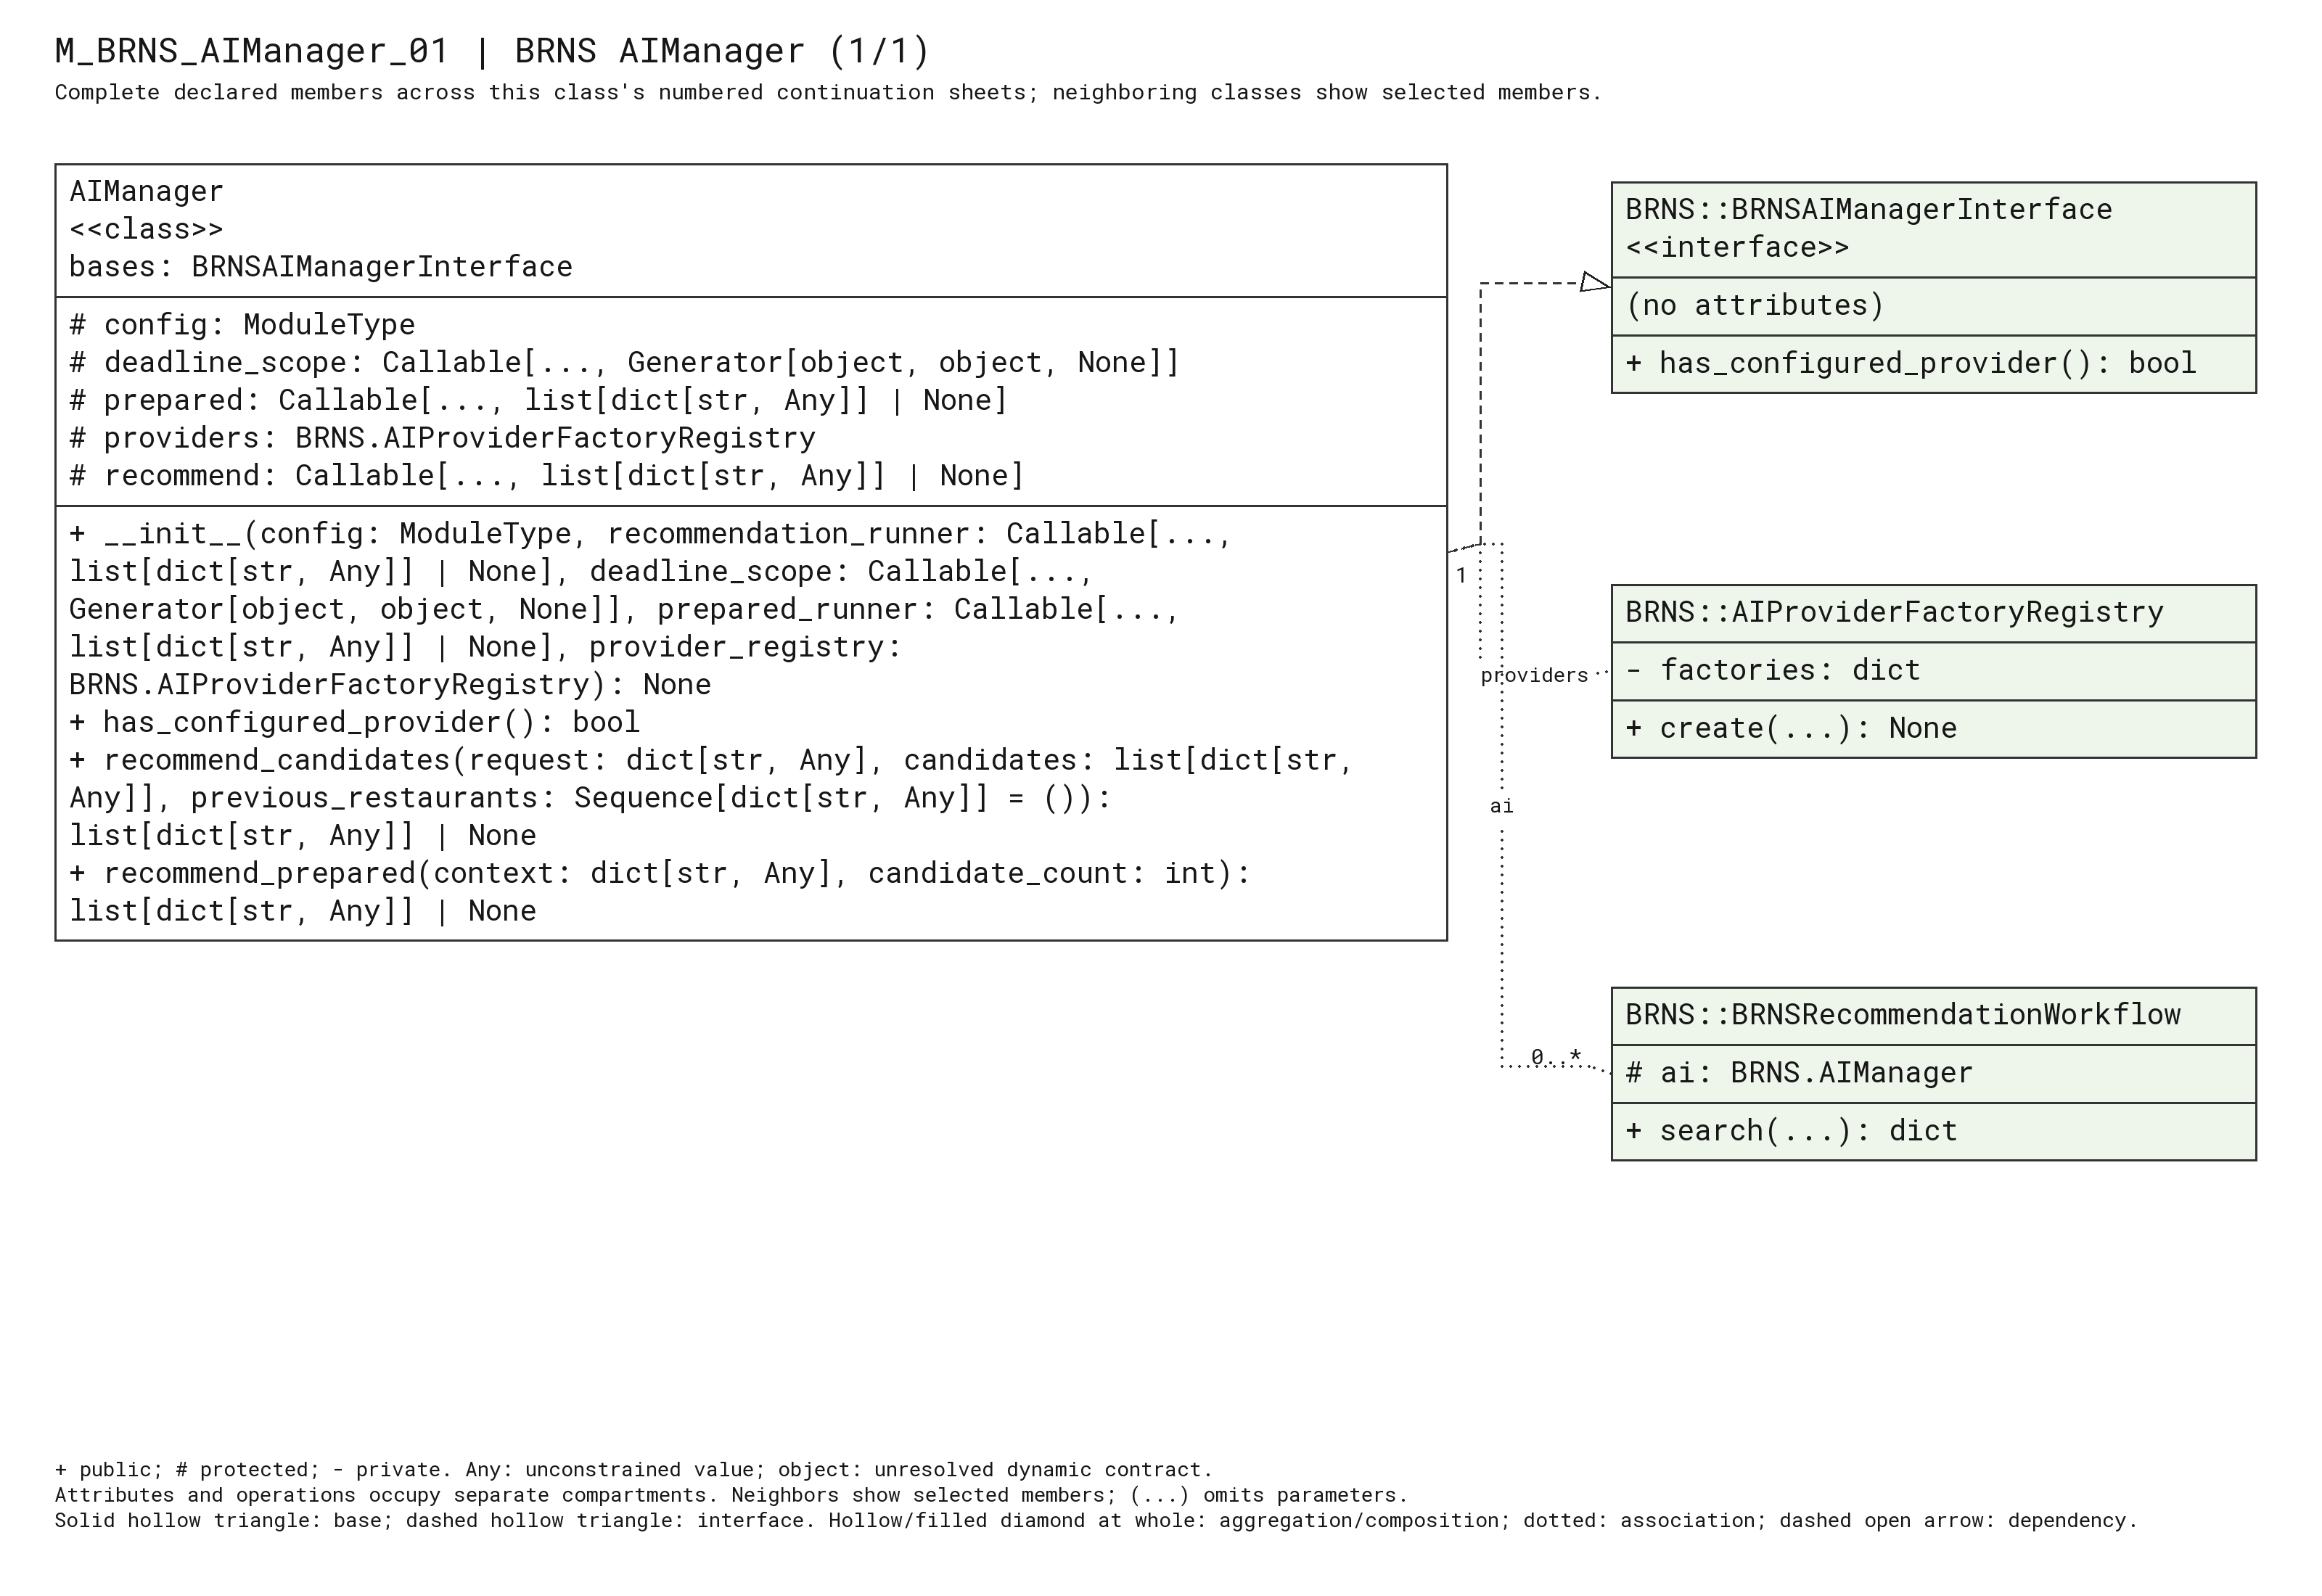 M_BRNS_AIManager_01 | BRNS AIManager (1/1)
Complete declared members across this class's numbered continuation sheets; neighboring classes show selected members.
AIManager
<<class>>
bases: BRNSAIManagerInterface
# config: ModuleType
# deadline_scope: Callable[..., Generator[object, object, None]]
# prepared: Callable[..., list[dict[str, Any]] | None]
# providers: BRNS.AIProviderFactoryRegistry
# recommend: Callable[..., list[dict[str, Any]] | None]
+ __init__(config: ModuleType, recommendation_runner: Callable[...,
list[dict[str, Any]] | None], deadline_scope: Callable[...,
Generator[object, object, None]], prepared_runner: Callable[...,
list[dict[str, Any]] | None], provider_registry:
BRNS.AIProviderFactoryRegistry): None
+ has_configured_provider(): bool
+ recommend_candidates(request: dict[str, Any], candidates: list[dict[str,
Any]], previous_restaurants: Sequence[dict[str, Any]] = ()):
list[dict[str, Any]] | None
+ recommend_prepared(context: dict[str, Any], candidate_count: int):
list[dict[str, Any]] | None
1
providers
ai
0..*
BRNS::BRNSAIManagerInterface
<<interface>>
(no attributes)
+ has_configured_provider(): bool
BRNS::AIProviderFactoryRegistry
- factories: dict
+ create(...): None
BRNS::BRNSRecommendationWorkflow
# ai: BRNS.AIManager
+ search(...): dict
+ public; # protected; - private. Any: unconstrained value; object: unresolved dynamic contract.
Attributes and operations occupy separate compartments. Neighbors show selected members; (...) omits parameters.
Solid hollow triangle: base; dashed hollow triangle: interface. Hollow/filled diamond at whole: aggregation/composition; dotted: association; dashed open arrow: dependency.